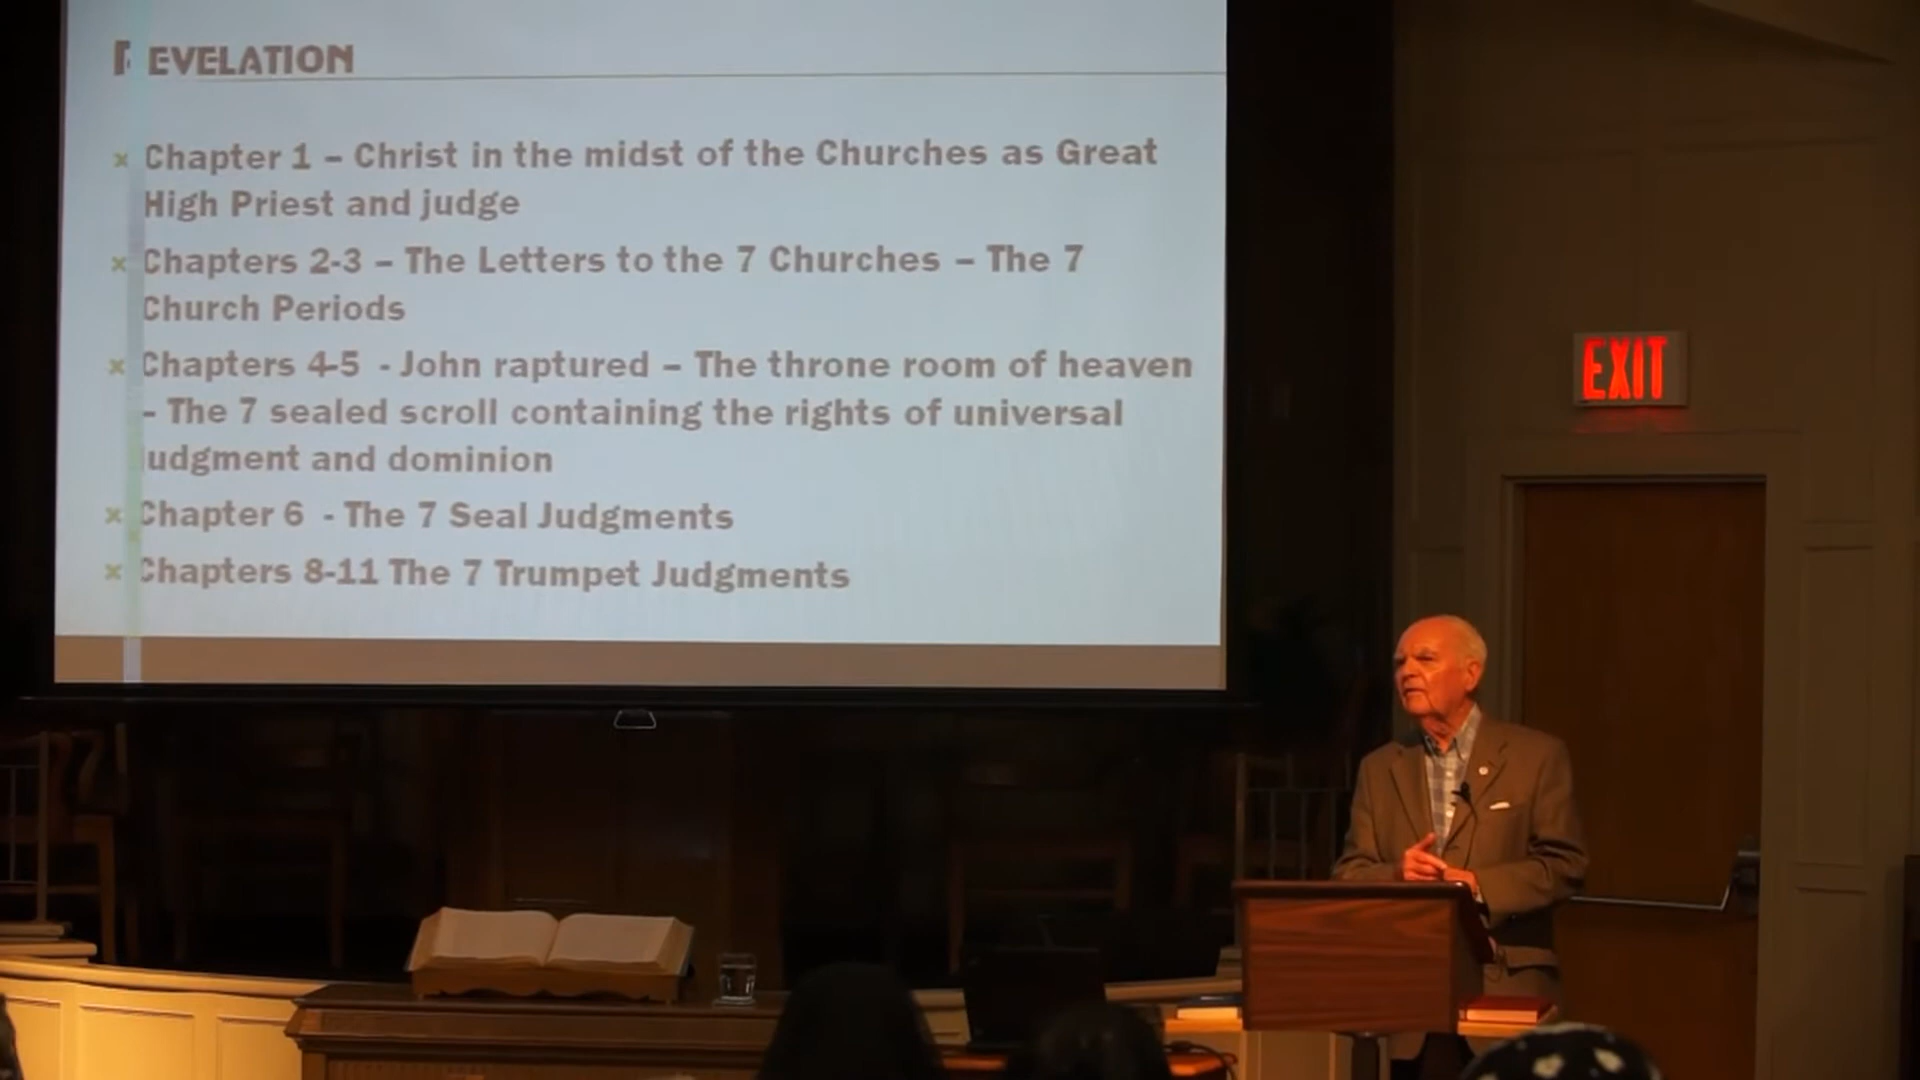 REVELATION
× Chapter 1 – Christ in the midst of the Churches as Great
High Priest and judge
× Chapters 2-3 – The Letters to the 7 Churches – The 7
Church Periods
× Chapters 4-5 - John raptured – The throne room of heaven
– The 7 sealed scroll containing the rights of universal
judgment and dominion
× Chapter 6 - The 7 Seal Judgments
× Chapters 8-11 The 7 Trumpet Judgments
EXIT